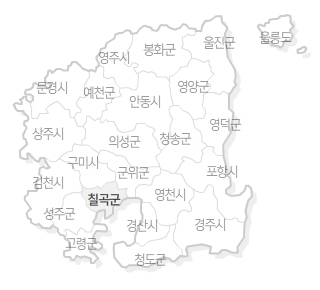 울진군
울릉도
영주시
봉화군
문경시
예천군
안동시
영양군
영덕군
상주시
의성군
청송군
구미시
군위군
포항시
김천시
칠곡군
영천시
성주군
경산시
경주시
고령군
청도군